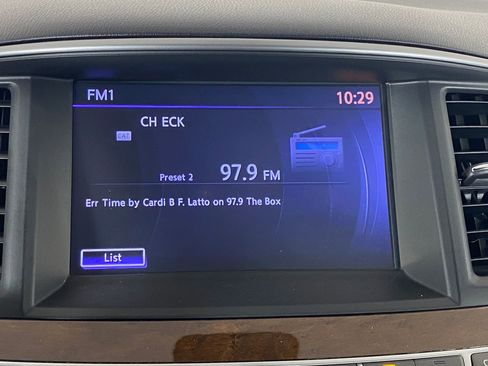 FM1 10:29
CH ECK
CAT
Preset 2 97.9 FM
Err Time by Cardi B F. Latto on 97.9 The Box
List